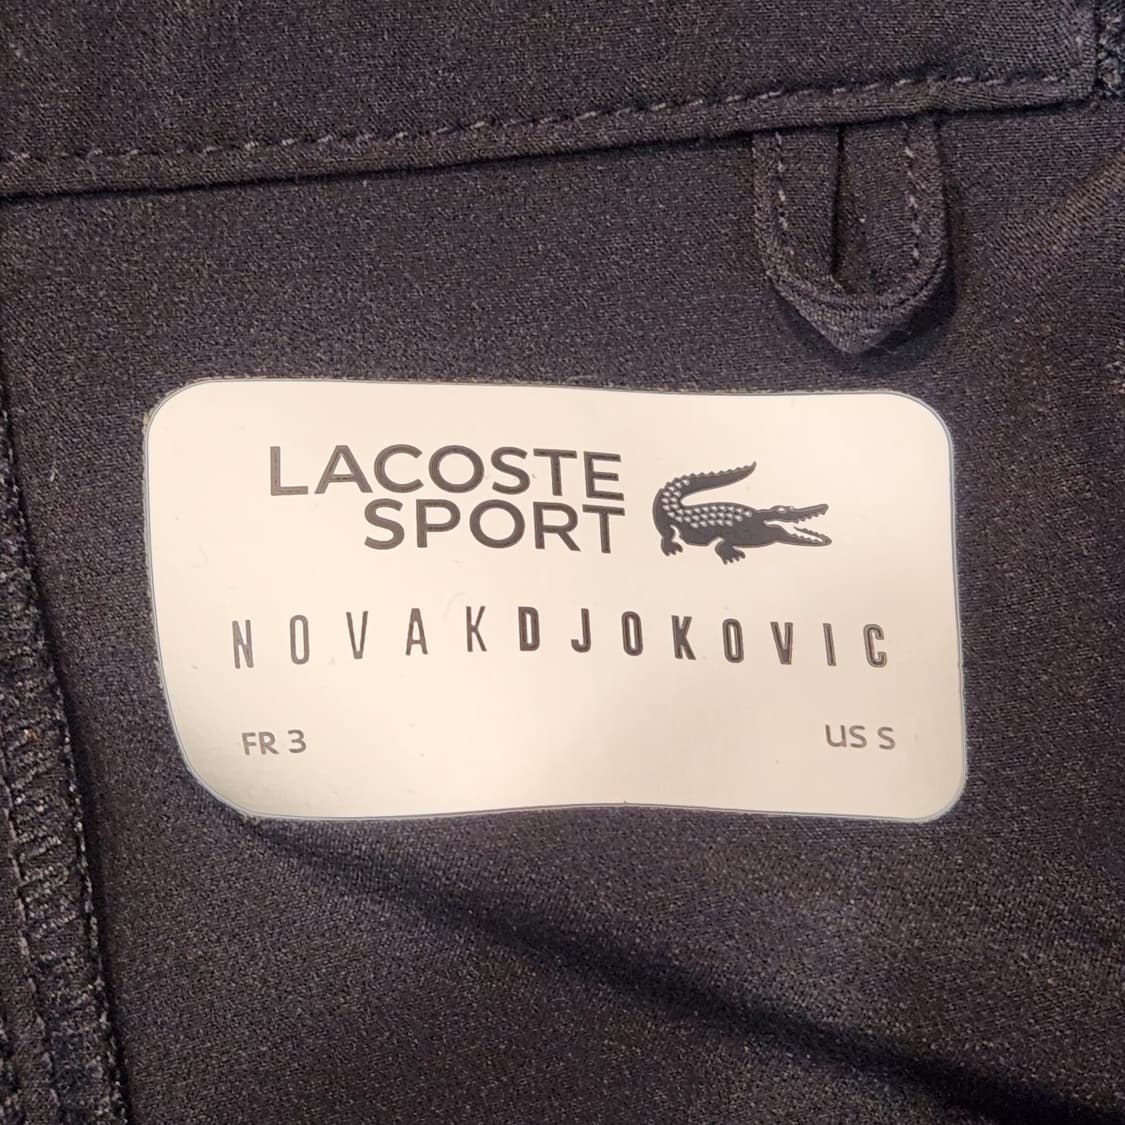 LACOSTE
SPORT
NOVAKDJOKOVIC
FR 3 US S